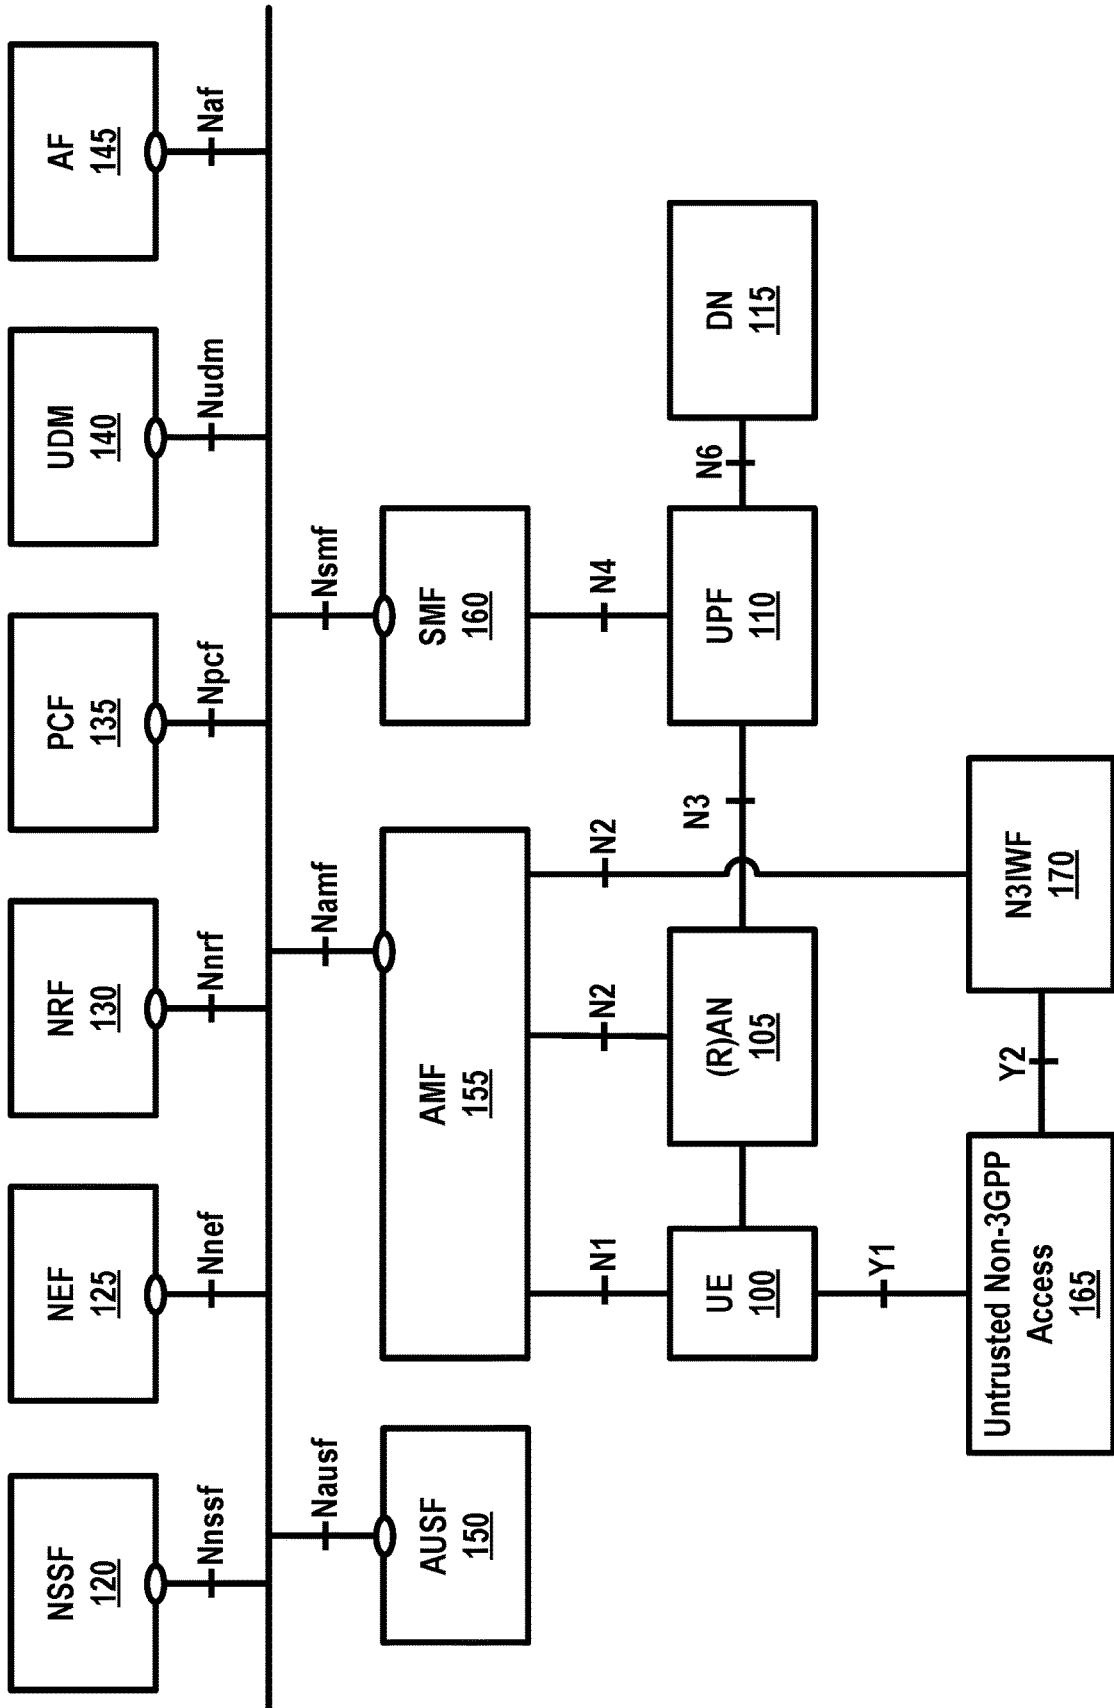 NSSF
120
NEF
125
NRF
130
PCF
135
UDM
140
AF
145
Nnssf
Nnef
Nnrf
Npcf
Nudm
Naf
Nausf
Namf
Nsmf
AUSF
150
AMF
155
SMF
160
N1
N2
N2
N4
UE
100
(R)AN
105
N3
UPF
110
N6
DN
115
Y1
Untrusted Non-3GPP
Access
165
Y2
N3IWF
170